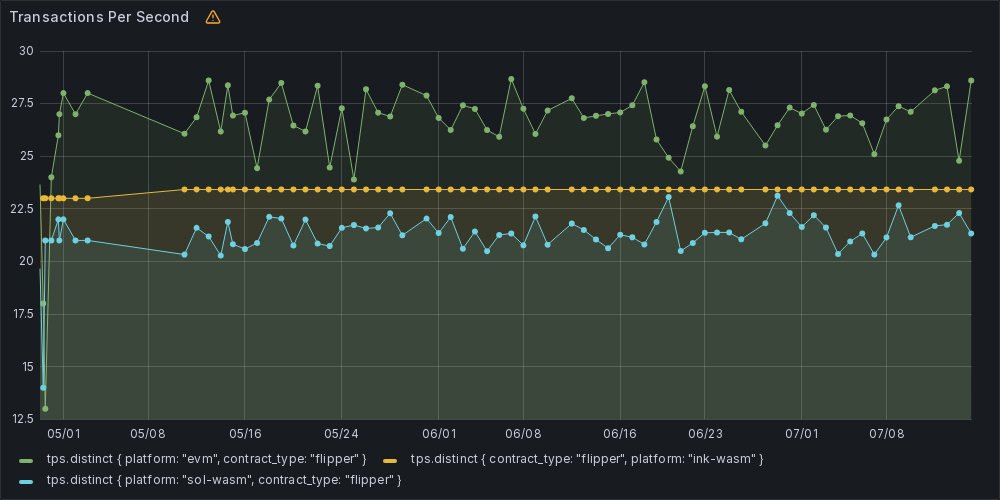 Transactions Per Second
30
27.5
25
22.5
20
17.5
15
12.5
05/01 05/08 05/16 05/24 06/01 06/08 06/16 06/23 07/01 07/08
tps.distinct { platform: "evm", contract_type: "flipper" } tps.distinct { contract_type: "flipper", platform: "ink-wasm" }
tps.distinct { platform: "sol-wasm", contract_type: "flipper" }